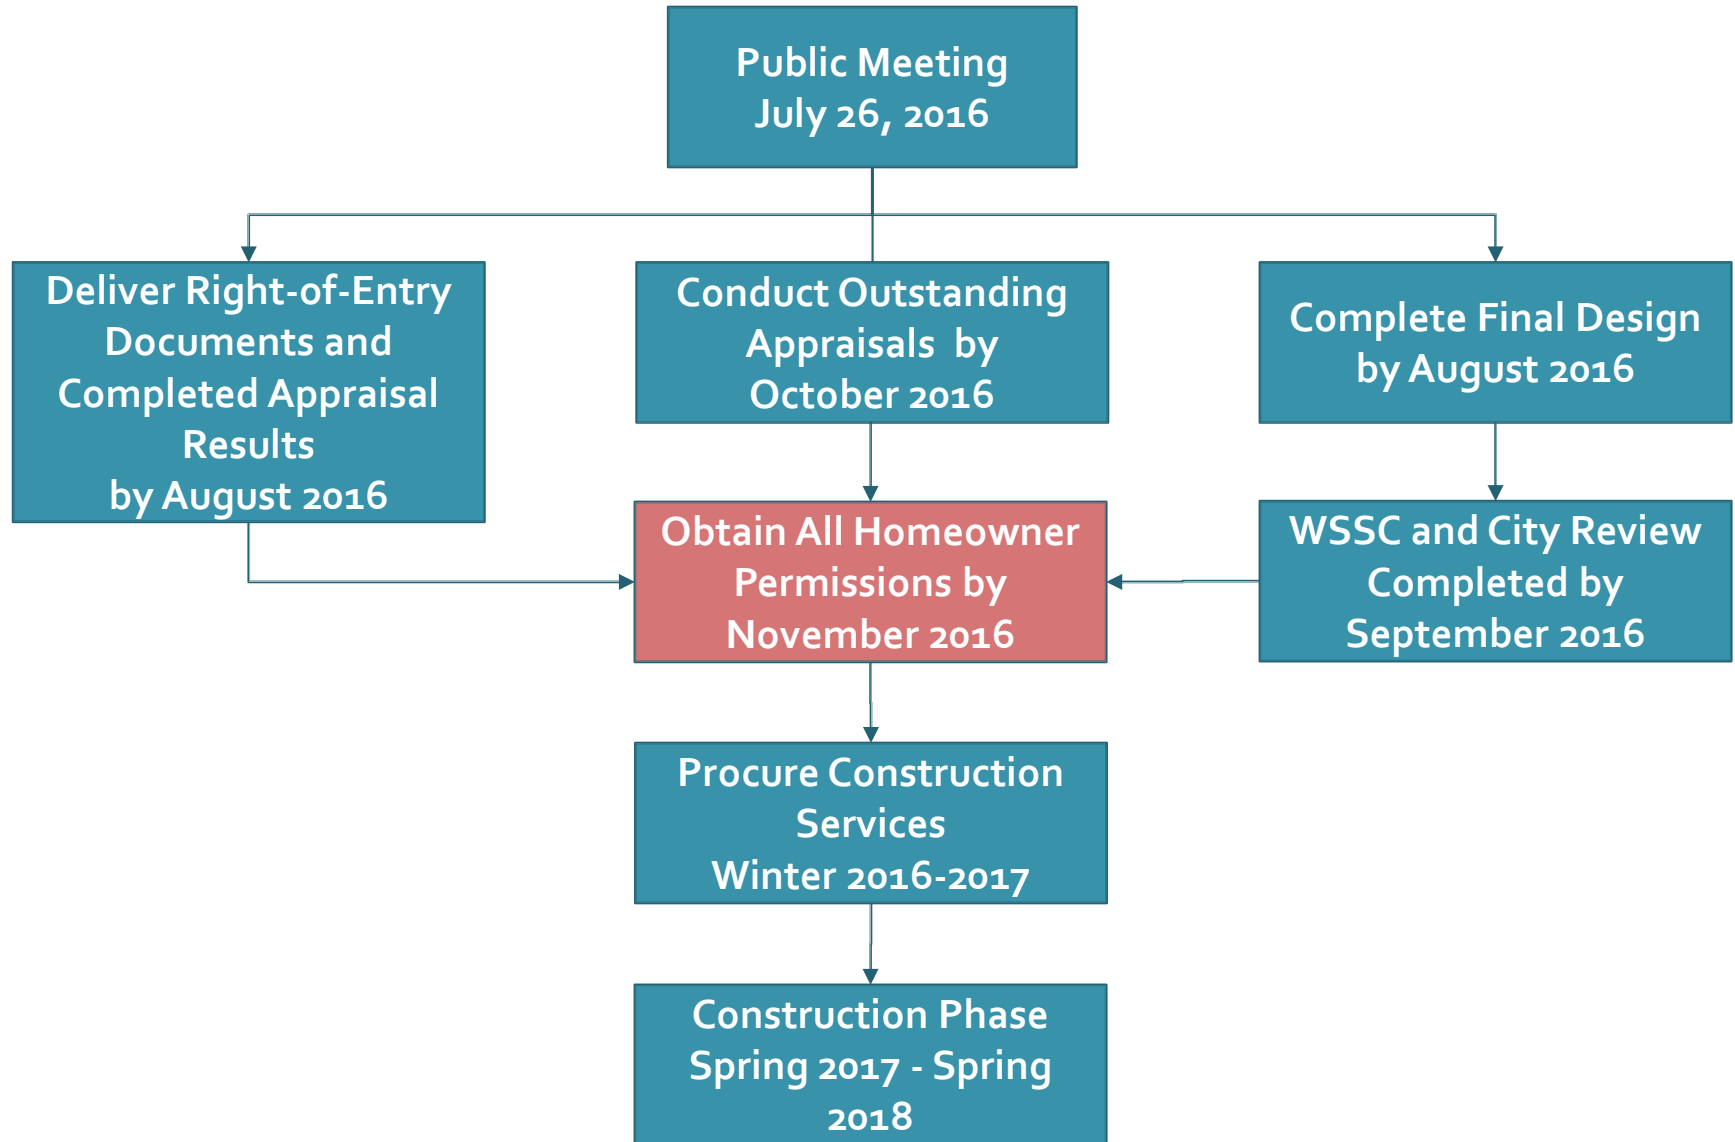 Public Meeting
July 26, 2016
Deliver Right-of-Entry
Documents and
Completed Appraisal
Results
by August 2016
Conduct Outstanding
Appraisals by
October 2016
Complete Final Design
by August 2016
Obtain All Homeowner
Permissions by
November 2016
WSSC and City Review
Completed by
September 2016
Procure Construction
Services
Winter 2016-2017
Construction Phase
Spring 2017 - Spring
2018